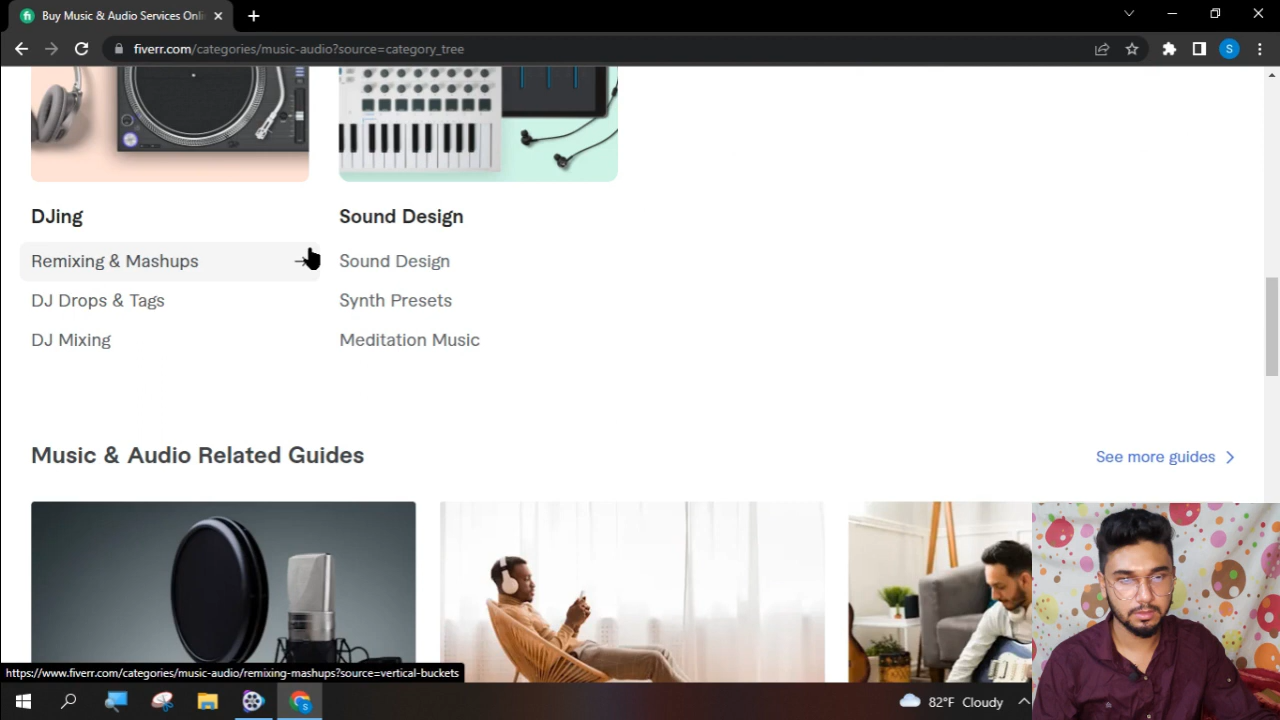 Buy Music & Audio Services Onli
fiverr.com/categories/music-audio?source=category_tree
S
DJing
Sound Design
Remixing & Mashups
Sound Design
DJ Drops & Tags
Synth Presets
DJ Mixing
Meditation Music
Music & Audio Related Guides
See more guides
https://www.fiverr.com/categories/music-audio/remixing-mashups?source=vertical-buckets
82°F Cloudy